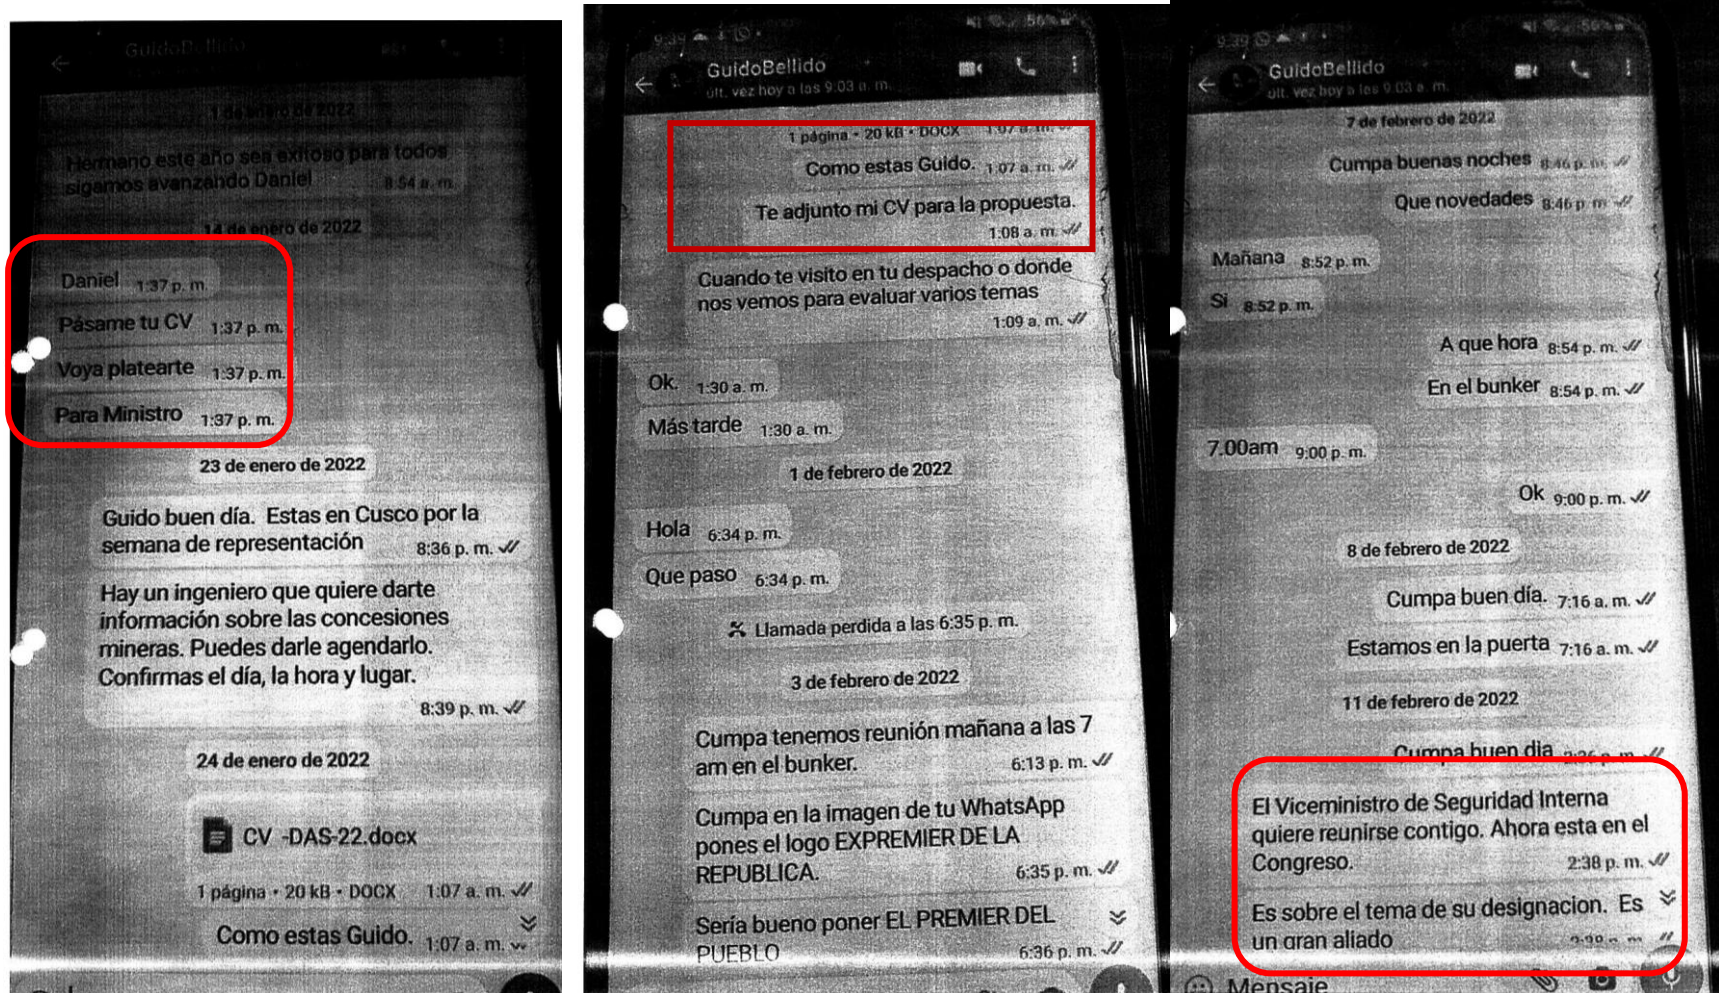 GuidoBellido
1 de enero de 2022
Hermano este año sea exitoso para todos
sigamos avanzando Daniel 8:54 a. m.
14 de enero de 2022
Daniel 1:37 p. m.
Pásame tu CV 1:37 p. m.
Voya platearte 1:37 p. m.
Para Ministro 1:37 p. m.
23 de enero de 2022
Guido buen día. Estas en Cusco por la
semana de representación 8:36 p. m.
Hay un ingeniero que quiere darte
información sobre las concesiones
mineras. Puedes darle agendarlo.
Confirmas el día, la hora y lugar.
8:39 p. m.
24 de enero de 2022
CV -DAS-22.docx
1 página • 20 kB • DOCX 1:07 a. m.
Como estas Guido. 1:07 a. m.
9:39 56%
GuidoBellido
últ. vez hoy a las 9:03 a. m.
1 página • 20 kB • DOCX 1:07 a. m.
Como estas Guido. 1:07 a. m.
Te adjunto mi CV para la propuesta.
1:08 a. m.
Cuando te visito en tu despacho o donde
nos vemos para evaluar varios temas
1:09 a. m.
Ok. 1:30 a. m.
Más tarde 1:30 a. m.
1 de febrero de 2022
Hola 6:34 p. m.
Que paso 6:34 p. m.
Llamada perdida a las 6:35 p. m.
3 de febrero de 2022
Cumpa tenemos reunión mañana a las 7
am en el bunker. 6:13 p. m.
Cumpa en la imagen de tu WhatsApp
pones el logo EXPREMIER DE LA
REPUBLICA. 6:35 p. m.
Sería bueno poner EL PREMIER DEL
PUEBLO 6:36 p. m.
9:39 56%
GuidoBellido
últ. vez hoy a las 9:03 a. m.
7 de febrero de 2022
Cumpa buenas noches 8:46 p. m.
Que novedades 8:46 p. m.
Mañana 8:52 p. m.
Si 8:52 p. m.
A que hora 8:54 p. m.
En el bunker 8:54 p. m.
7.00am 9:00 p. m.
Ok 9:00 p. m.
8 de febrero de 2022
Cumpa buen día. 7:16 a. m.
Estamos en la puerta 7:16 a. m.
11 de febrero de 2022
Cumpa buen dia
El Viceministro de Seguridad Interna
quiere reunirse contigo. Ahora esta en el
Congreso. 2:38 p. m.
Es sobre el tema de su designacion. Es
un gran aliado
Mensaje